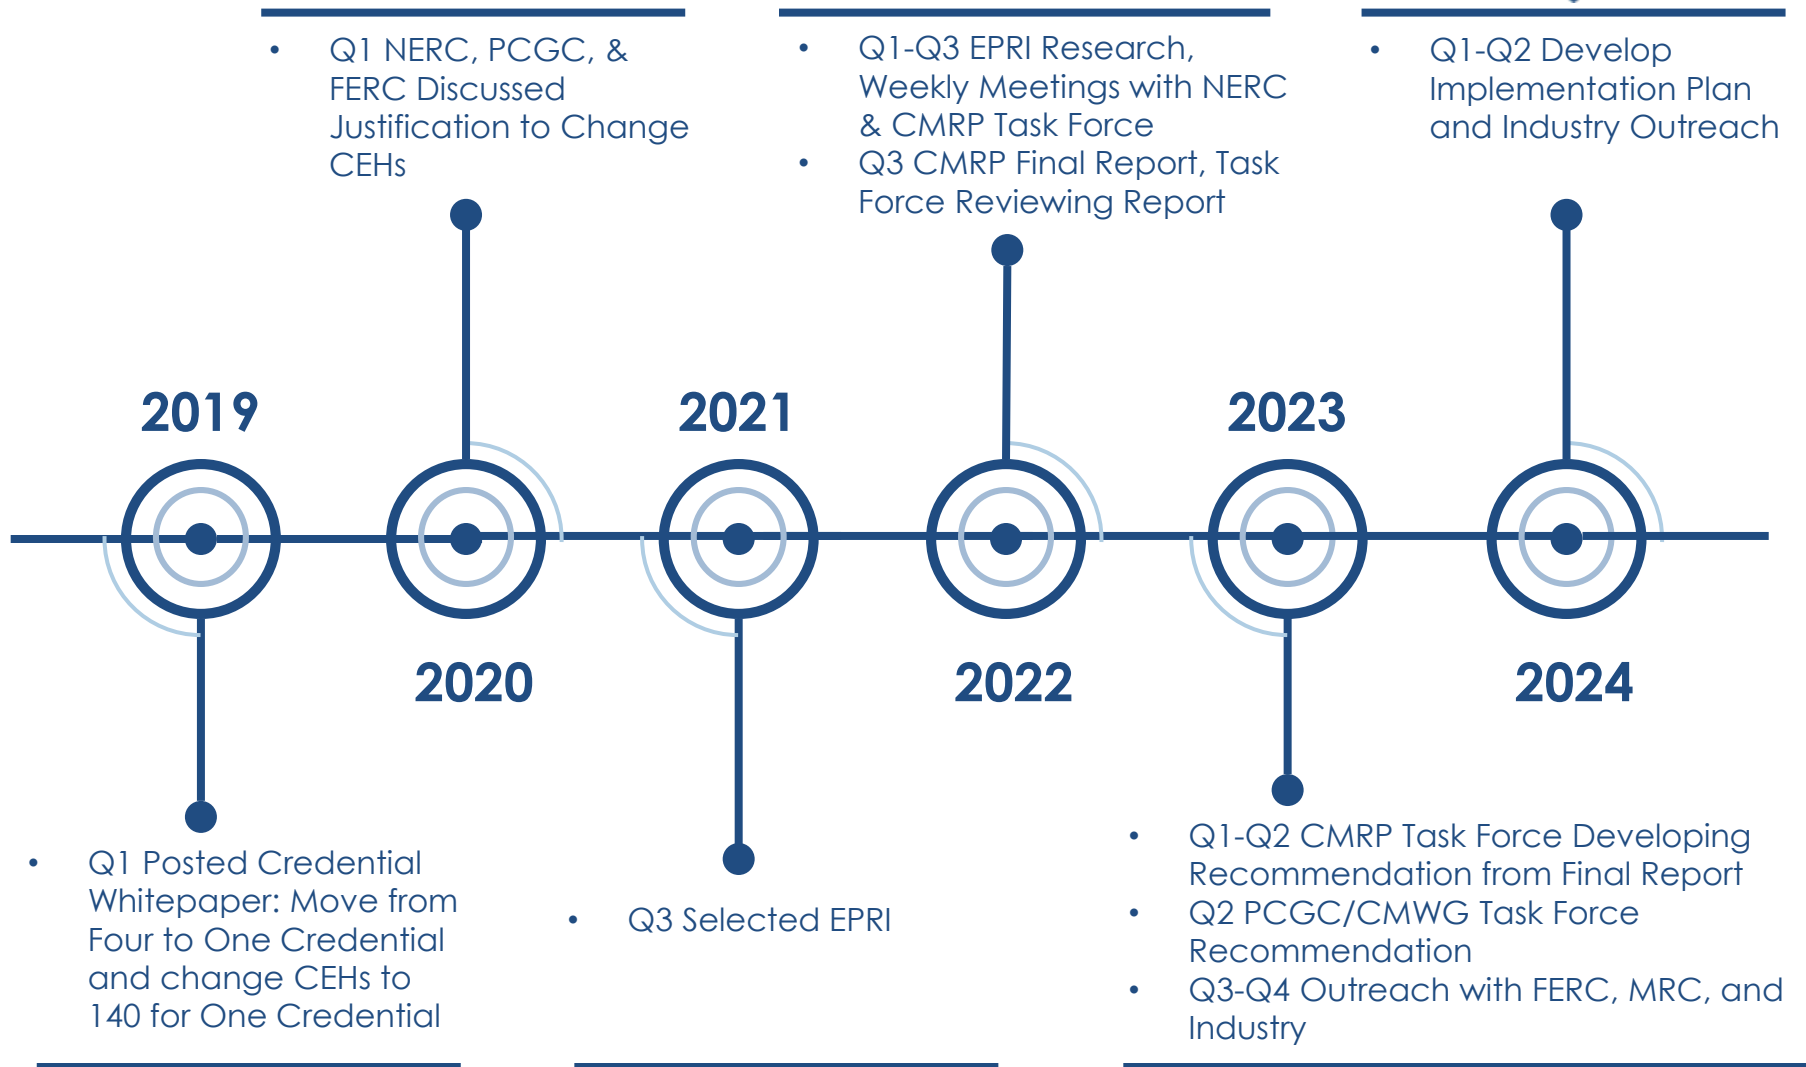 • Q1 NERC, PCGC, &
FERC Discussed
Justification to Change
CEHs
• Q1-Q3 EPRI Research,
Weekly Meetings with NERC
& CMRP Task Force
• Q3 CMRP Final Report, Task
Force Reviewing Report
• Q1-Q2 Develop
Implementation Plan
and Industry Outreach
2019
2021
2023
2020
2022
2024
• Q1 Posted Credential
Whitepaper: Move from
Four to One Credential
and change CEHs to
140 for One Credential
• Q3 Selected EPRI
• Q1-Q2 CMRP Task Force Developing
Recommendation from Final Report
• Q2 PCGC/CMWG Task Force
Recommendation
• Q3-Q4 Outreach with FERC, MRC, and
Industry